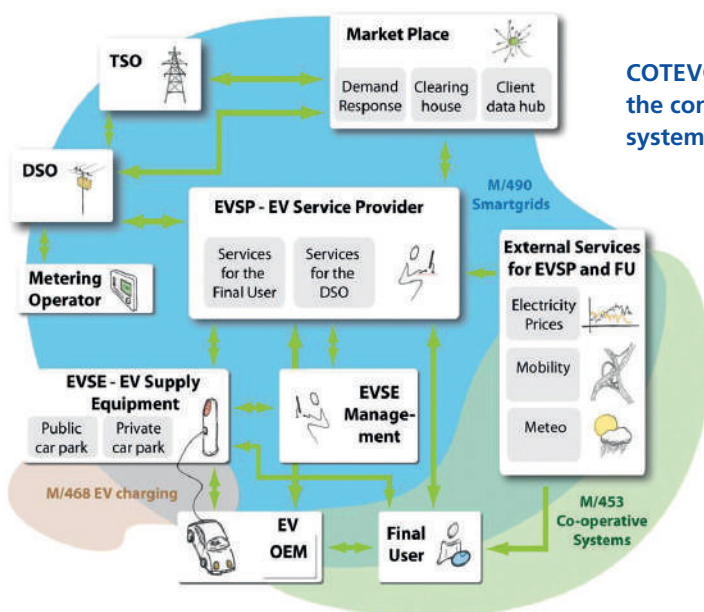 TSO
Market Place
Demand
Response
Clearing
house
Client
data hub
the con
system
DSO
M/490
Smartgrids
EVSP - EV Service Provider
Services
for the
Final User
Services
for the
DSO
External Services
for EVSP and FU
Electricity
Prices
Mobility
Meteo
Metering
Operator
EVSE - EV Supply
Equipment
Public
car park
Private
car park
EVSE
Manage-
ment
M/468 EV charging
M/453
Co-operative
Systems
EV
OEM
Final
User